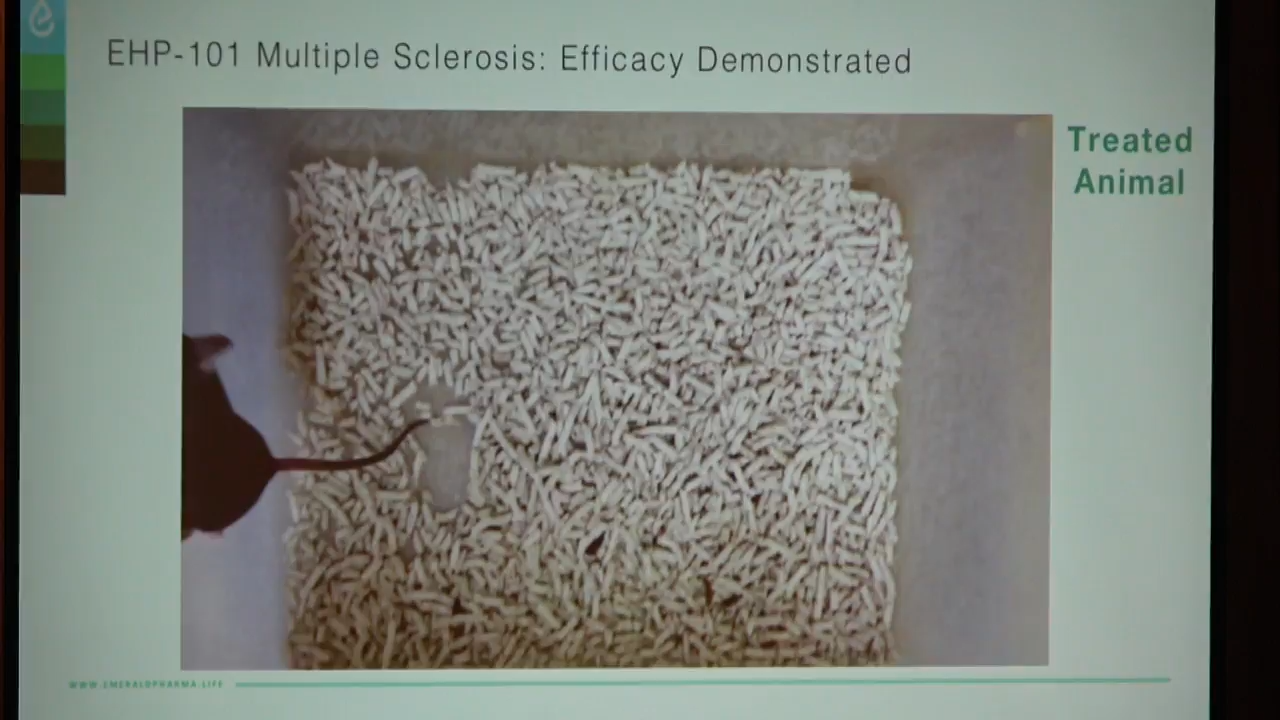 EHP-101 Multiple Sclerosis: Efficacy Demonstrated
Treated
Animal
WWW.EMERALDPHARMA.LIFE